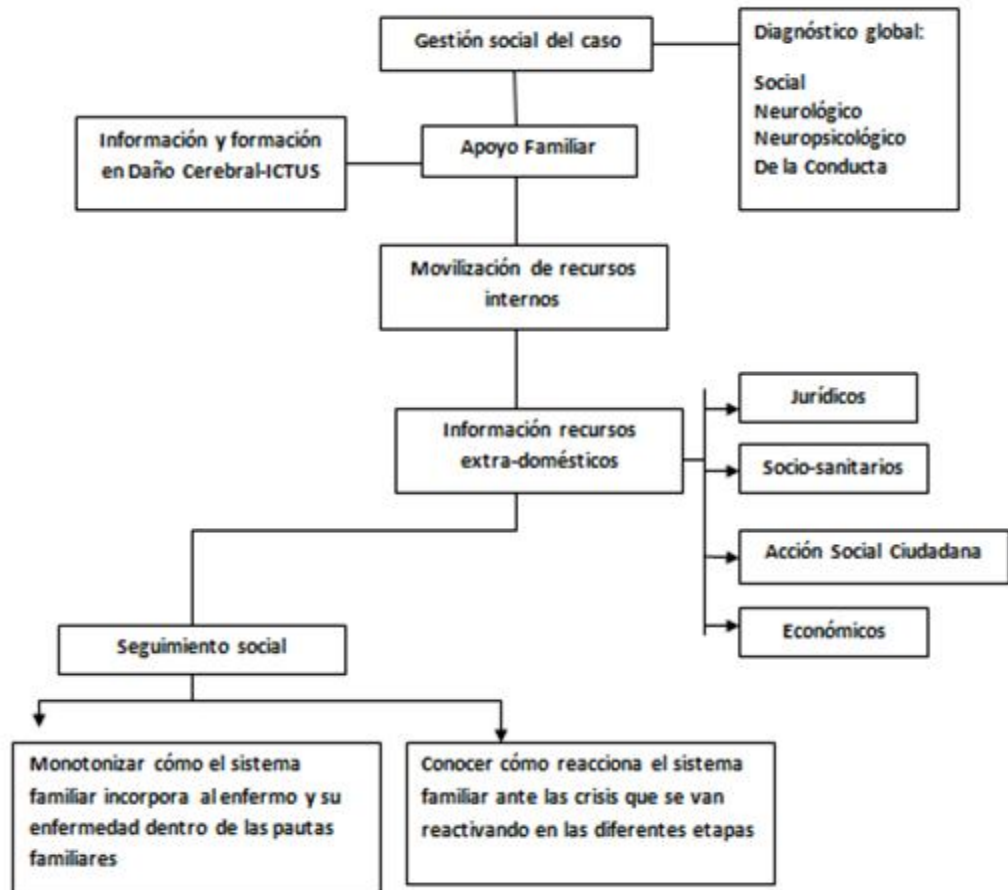 Gestión social del caso
Diagnóstico global:
Social
Neurológico
Neuropsicológico
De la Conducta
Información y formación
en Daño Cerebral-ICTUS
Apoyo Familiar
Movilización de recursos
internos
Información recursos
extra-domésticos
Jurídicos
Socio-sanitarios
Acción Social Ciudadana
Económicos
Seguimiento social
Monotonizar cómo el sistema
familiar incorpora al enfermo y su
enfermedad dentro de las pautas
familiares
Conocer cómo reacciona el sistema
familiar ante las crisis que se van
reactivando en las diferentes etapas